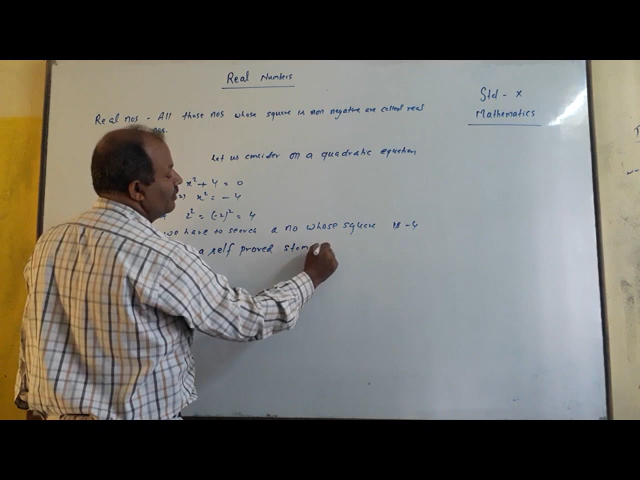 Real Numbers
Std - X
Mathematics
Real nos - All those nos whose square is non negative are called real
nos.
Let us consider on a quadratic equation
x² + 4 = 0
x² = - 4
2² = (-2)² = 4
we have to search a no whose square is -4
a self proved